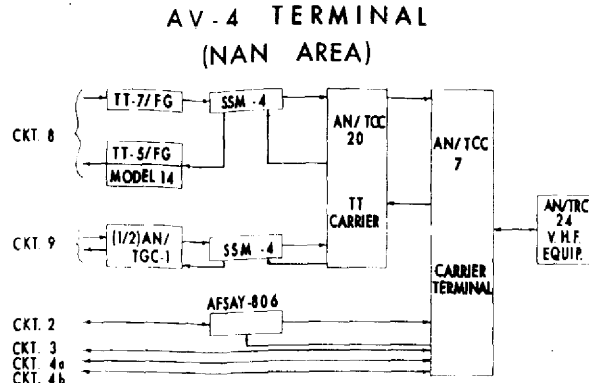 AV-4 TERMINAL
(NAN AREA)
CKT. 8
TT-7/FG
SSM-4
TT-5/FG
MODEL 14
AN/TCC
20
TT
CARRIER
AN/TCC
7
CARRIER
TERMINAL
AN/TRC
24
V.H.F.
EQUIP.
CKT. 9
(1/2)AN/
TGC-1
SSM-4
AFSAY-806
CKT. 2
CKT. 3
CKT. 4a
CKT. 4b